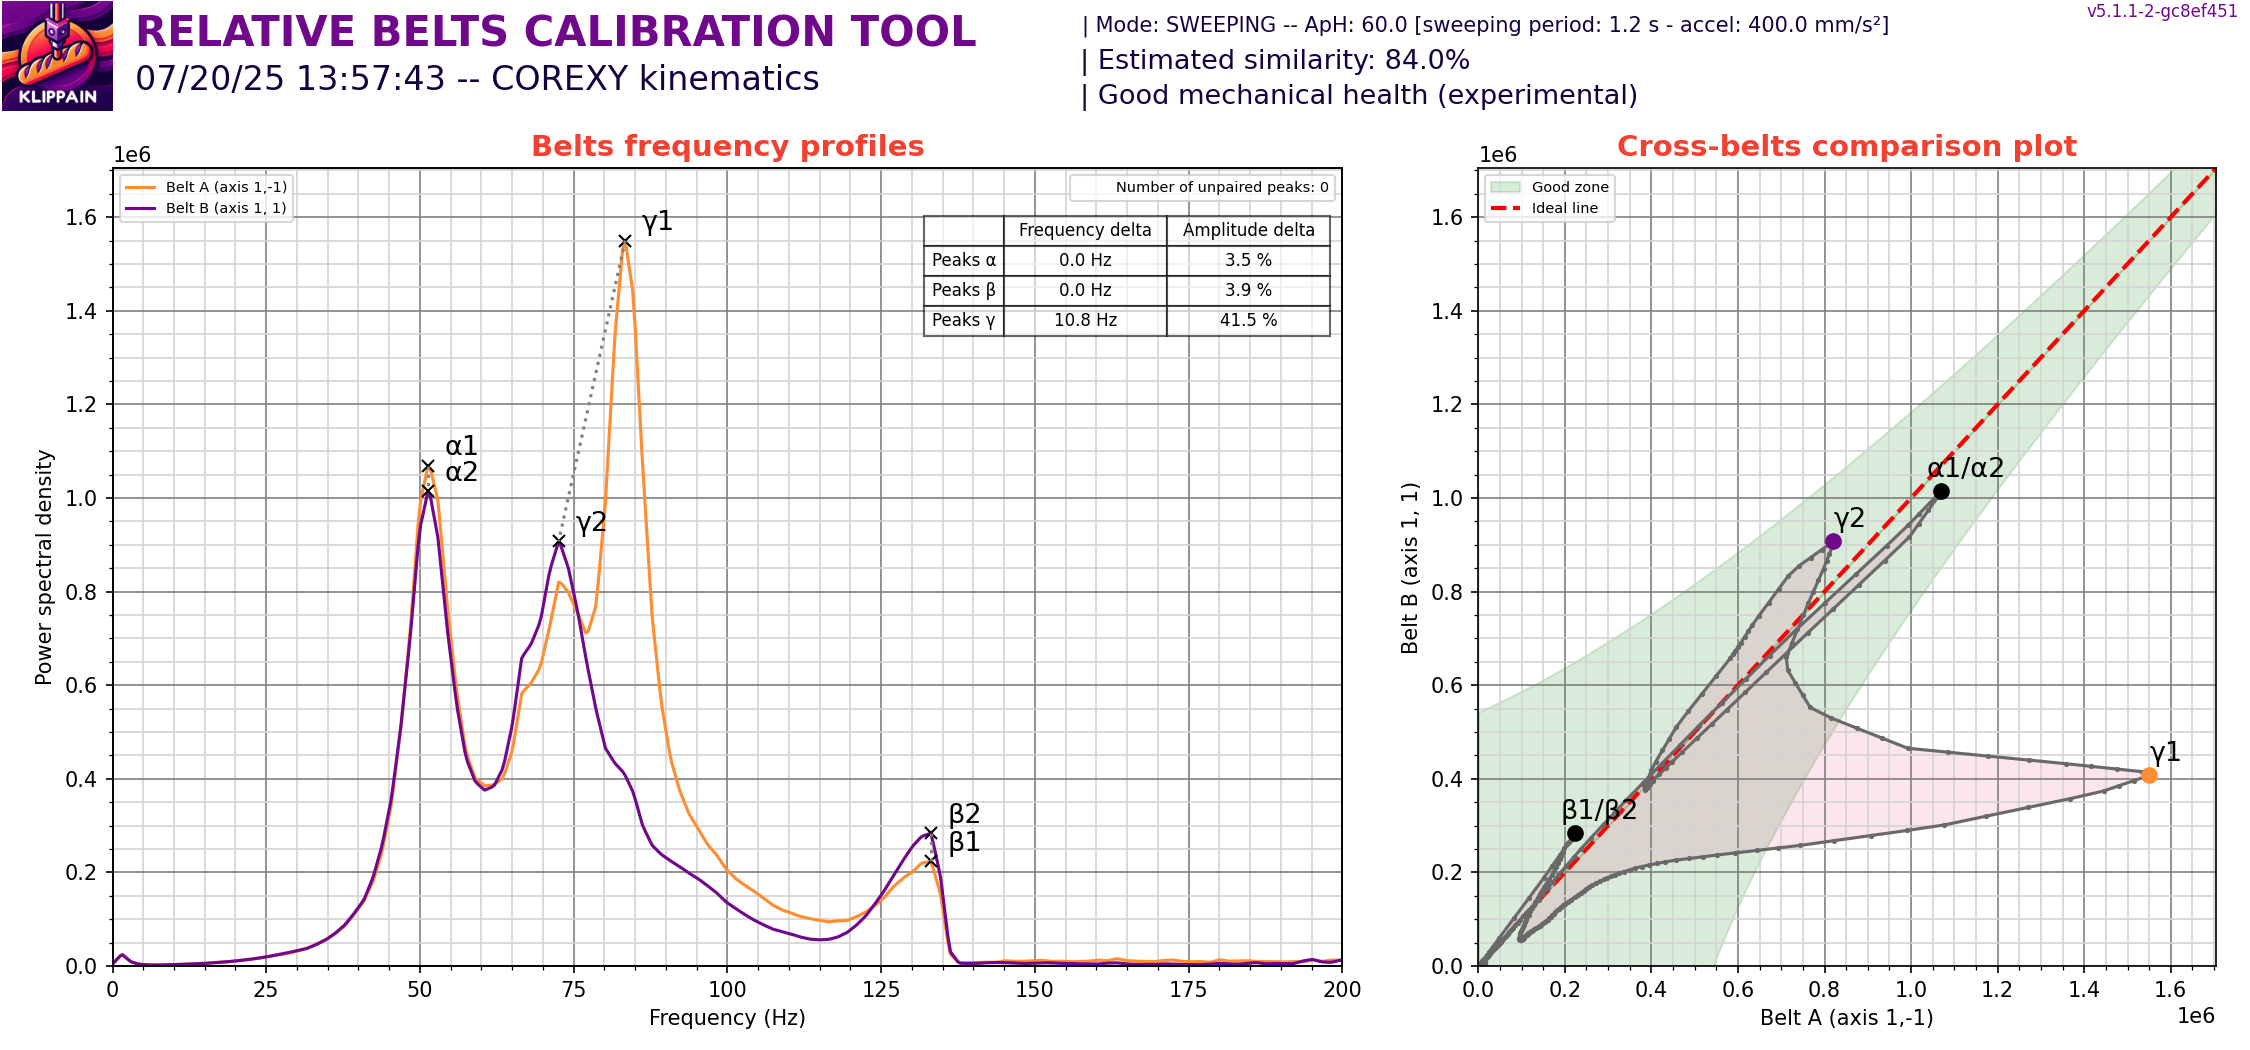 KLIPPAIN
RELATIVE BELTS CALIBRATION TOOL
07/20/25 13:57:43 -- COREXY kinematics
| Mode: SWEEPING -- ApH: 60.0 [sweeping period: 1.2 s - accel: 400.0 mm/s²]
| Estimated similarity: 84.0%
| Good mechanical health (experimental)
v5.1.1-2-gc8ef451
Belts frequency profiles
1e6
Belt A (axis 1,-1)
Belt B (axis 1, 1)
Number of unpaired peaks: 0
Frequency delta Amplitude delta
Peaks α 0.0 Hz 3.5 %
Peaks β 0.0 Hz 3.9 %
Peaks γ 10.8 Hz 41.5 %
γ1
α1
α2
γ2
β2
β1
1.6
1.4
1.2
1.0
0.8
0.6
0.4
0.2
0.0
Power spectral density
0 25 50 75 100 125 150 175 200
Frequency (Hz)
Cross-belts comparison plot
1e6
Good zone
Ideal line
α1/α2
γ2
γ1
β1/β2
1.6
1.4
1.2
1.0
0.8
0.6
0.4
0.2
0.0
Belt B (axis 1, 1)
0.0 0.2 0.4 0.6 0.8 1.0 1.2 1.4 1.6
Belt A (axis 1,-1)
1e6